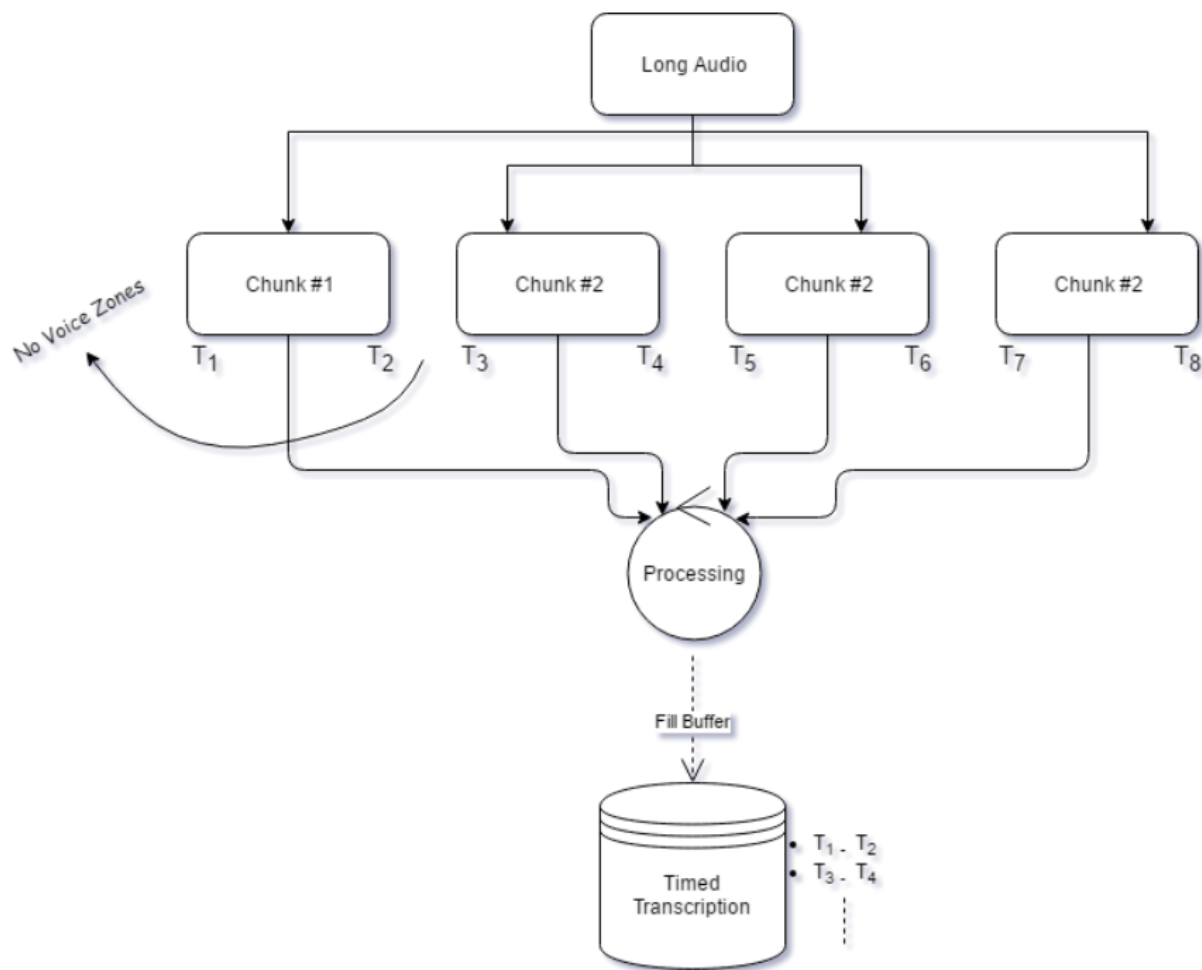 Long Audio
Chunk #1
Chunk #2
Chunk #2
Chunk #2
No Voice Zones
T1
T2
T3
T4
T5
T6
T7
T8
Processing
Fill Buffer
Timed
Transcription
• T1 - T2
• T3 - T4